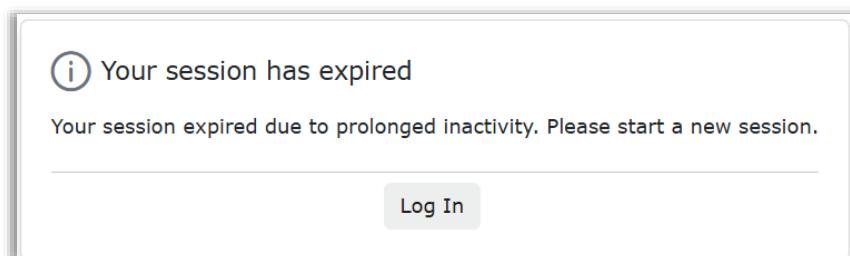 Your session has expired
Your session expired due to prolonged inactivity. Please start a new session.
Log In